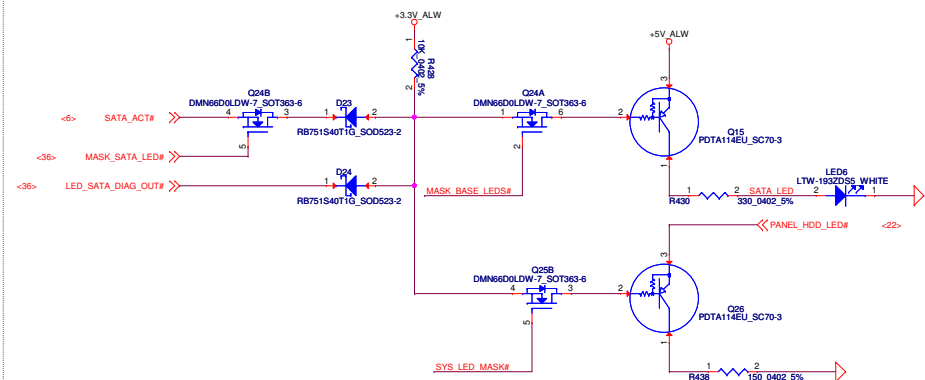 +3.3V_ALW
+5V_ALW
1
10K_0402_5%
R428
2
3
Q24B
DMN66D0LDW-7_SOT363-6
D23
Q24A
DMN66D0LDW-7_SOT363-6
<6> SATA_ACT#
4
3
1
2
1
6
2
5
RB751S40T1G_SOD523-2
2
Q15
PDTA114EU_SC70-3
<36> MASK_SATA_LED#
1
D24
<36> LED_SATA_DIAG_OUT#
1
2
RB751S40T1G_SOD523-2
MASK_BASE_LEDS#
LED6
LTW-193ZDS5_WHITE
1
2
SATA_LED
2
1
R430
330_0402_5%
PANEL_HDD_LED# <22>
3
Q25B
DMN66D0LDW-7_SOT363-6
4
3
2
5
Q26
PDTA114EU_SC70-3
1
SYS_LED_MASK#
1
2
R438
150_0402_5%